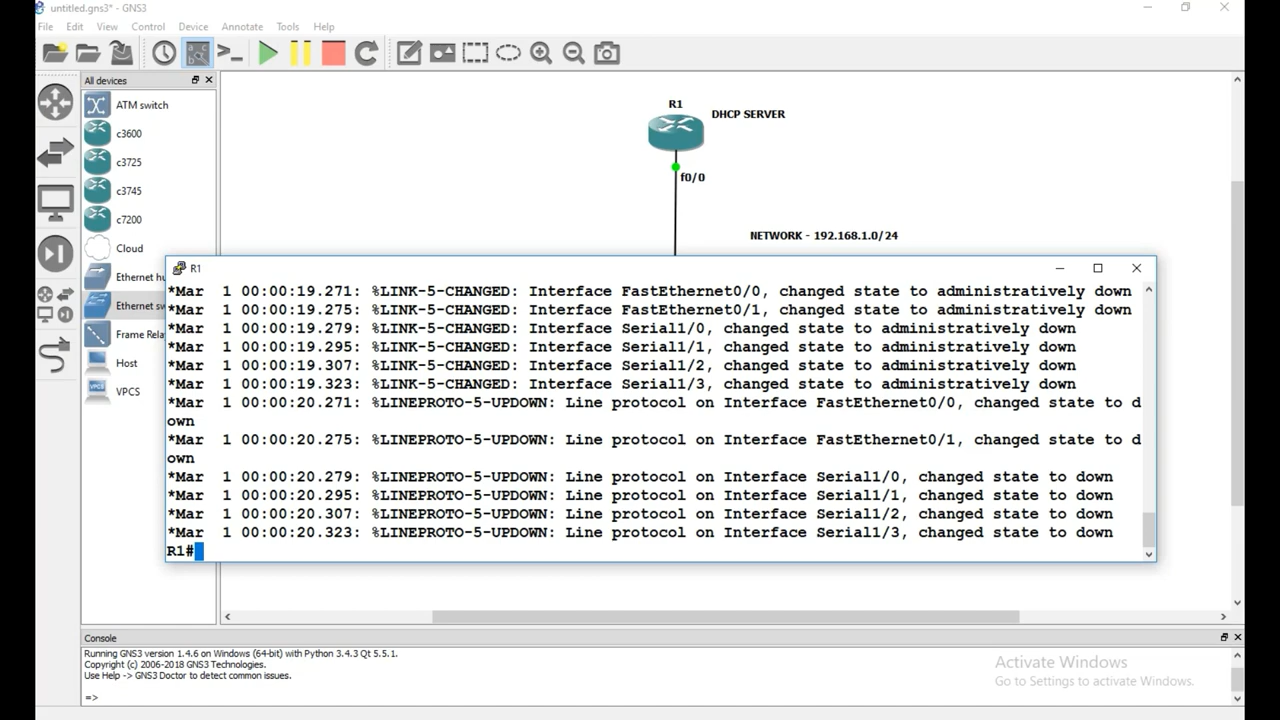 untitled.gns3* - GNS3
File Edit View Control Device Annotate Tools Help
All devices
ATM switch
c3600
c3725
c3745
c7200
Cloud
Ethernet hu
Ethernet sw
Frame Rela
Host
VPCS
R1
DHCP SERVER
f0/0
NETWORK - 192.168.1.0/24
R1
*Mar  1 00:00:19.271: %LINK-5-CHANGED: Interface FastEthernet0/0, changed state to administratively down
*Mar  1 00:00:19.275: %LINK-5-CHANGED: Interface FastEthernet0/1, changed state to administratively down
*Mar  1 00:00:19.279: %LINK-5-CHANGED: Interface Serial1/0, changed state to administratively down
*Mar  1 00:00:19.295: %LINK-5-CHANGED: Interface Serial1/1, changed state to administratively down
*Mar  1 00:00:19.307: %LINK-5-CHANGED: Interface Serial1/2, changed state to administratively down
*Mar  1 00:00:19.323: %LINK-5-CHANGED: Interface Serial1/3, changed state to administratively down
*Mar  1 00:00:20.271: %LINEPROTO-5-UPDOWN: Line protocol on Interface FastEthernet0/0, changed state to d
own
*Mar  1 00:00:20.275: %LINEPROTO-5-UPDOWN: Line protocol on Interface FastEthernet0/1, changed state to d
own
*Mar  1 00:00:20.279: %LINEPROTO-5-UPDOWN: Line protocol on Interface Serial1/0, changed state to down
*Mar  1 00:00:20.295: %LINEPROTO-5-UPDOWN: Line protocol on Interface Serial1/1, changed state to down
*Mar  1 00:00:20.307: %LINEPROTO-5-UPDOWN: Line protocol on Interface Serial1/2, changed state to down
*Mar  1 00:00:20.323: %LINEPROTO-5-UPDOWN: Line protocol on Interface Serial1/3, changed state to down
R1#
Console
Running GNS3 version 1.4.6 on Windows (64-bit) with Python 3.4.3 Qt 5.5.1.
Copyright (c) 2006-2018 GNS3 Technologies.
Use Help -> GNS3 Doctor to detect common issues.
=>
Activate Windows
Go to Settings to activate Windows.